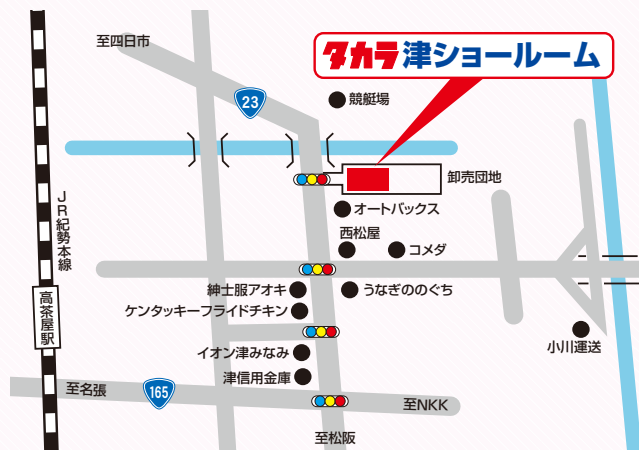 至四日市
タカラ津ショールーム
23
競艇場
卸売団地
オートバックス
JR紀勢本線
西松屋
コメダ
紳士服アオキ
うなぎののぐち
ケンタッキーフライドチキン
高茶屋駅
イオン津みなみ
小川運送
津信用金庫
至名張
165
至NKK
至松阪